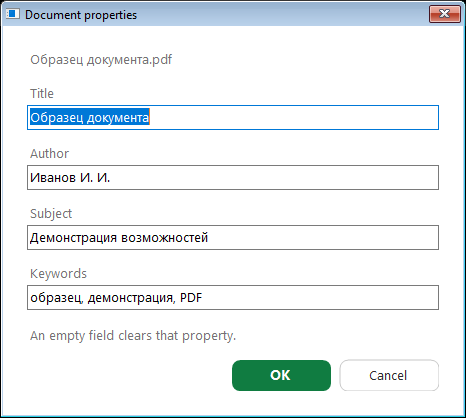 Document properties
Образец документа.pdf
Title
Образец документа
Author
Иванов И. И.
Subject
Демонстрация возможностей
Keywords
образец, демонстрация, PDF
An empty field clears that property.
OK
Cancel